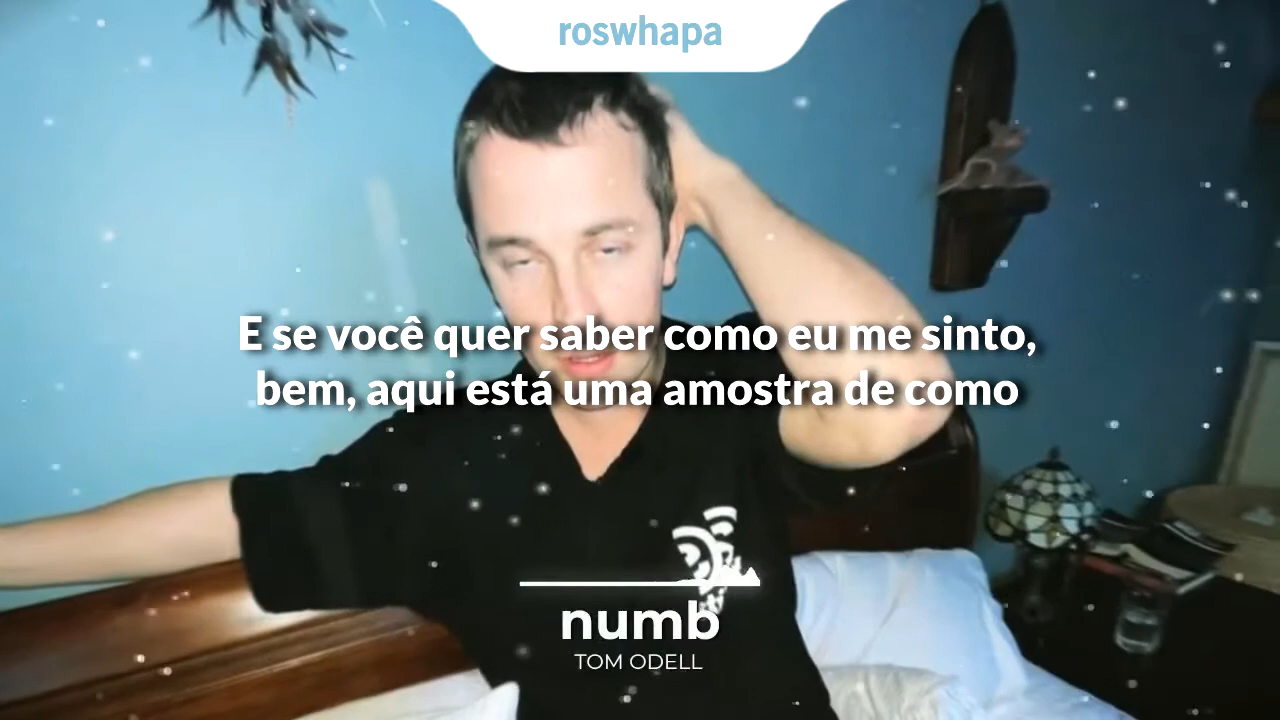 roswhapa
E se você quer saber como eu me sinto,
bem, aqui está uma amostra de como
numb
TOM ODELL